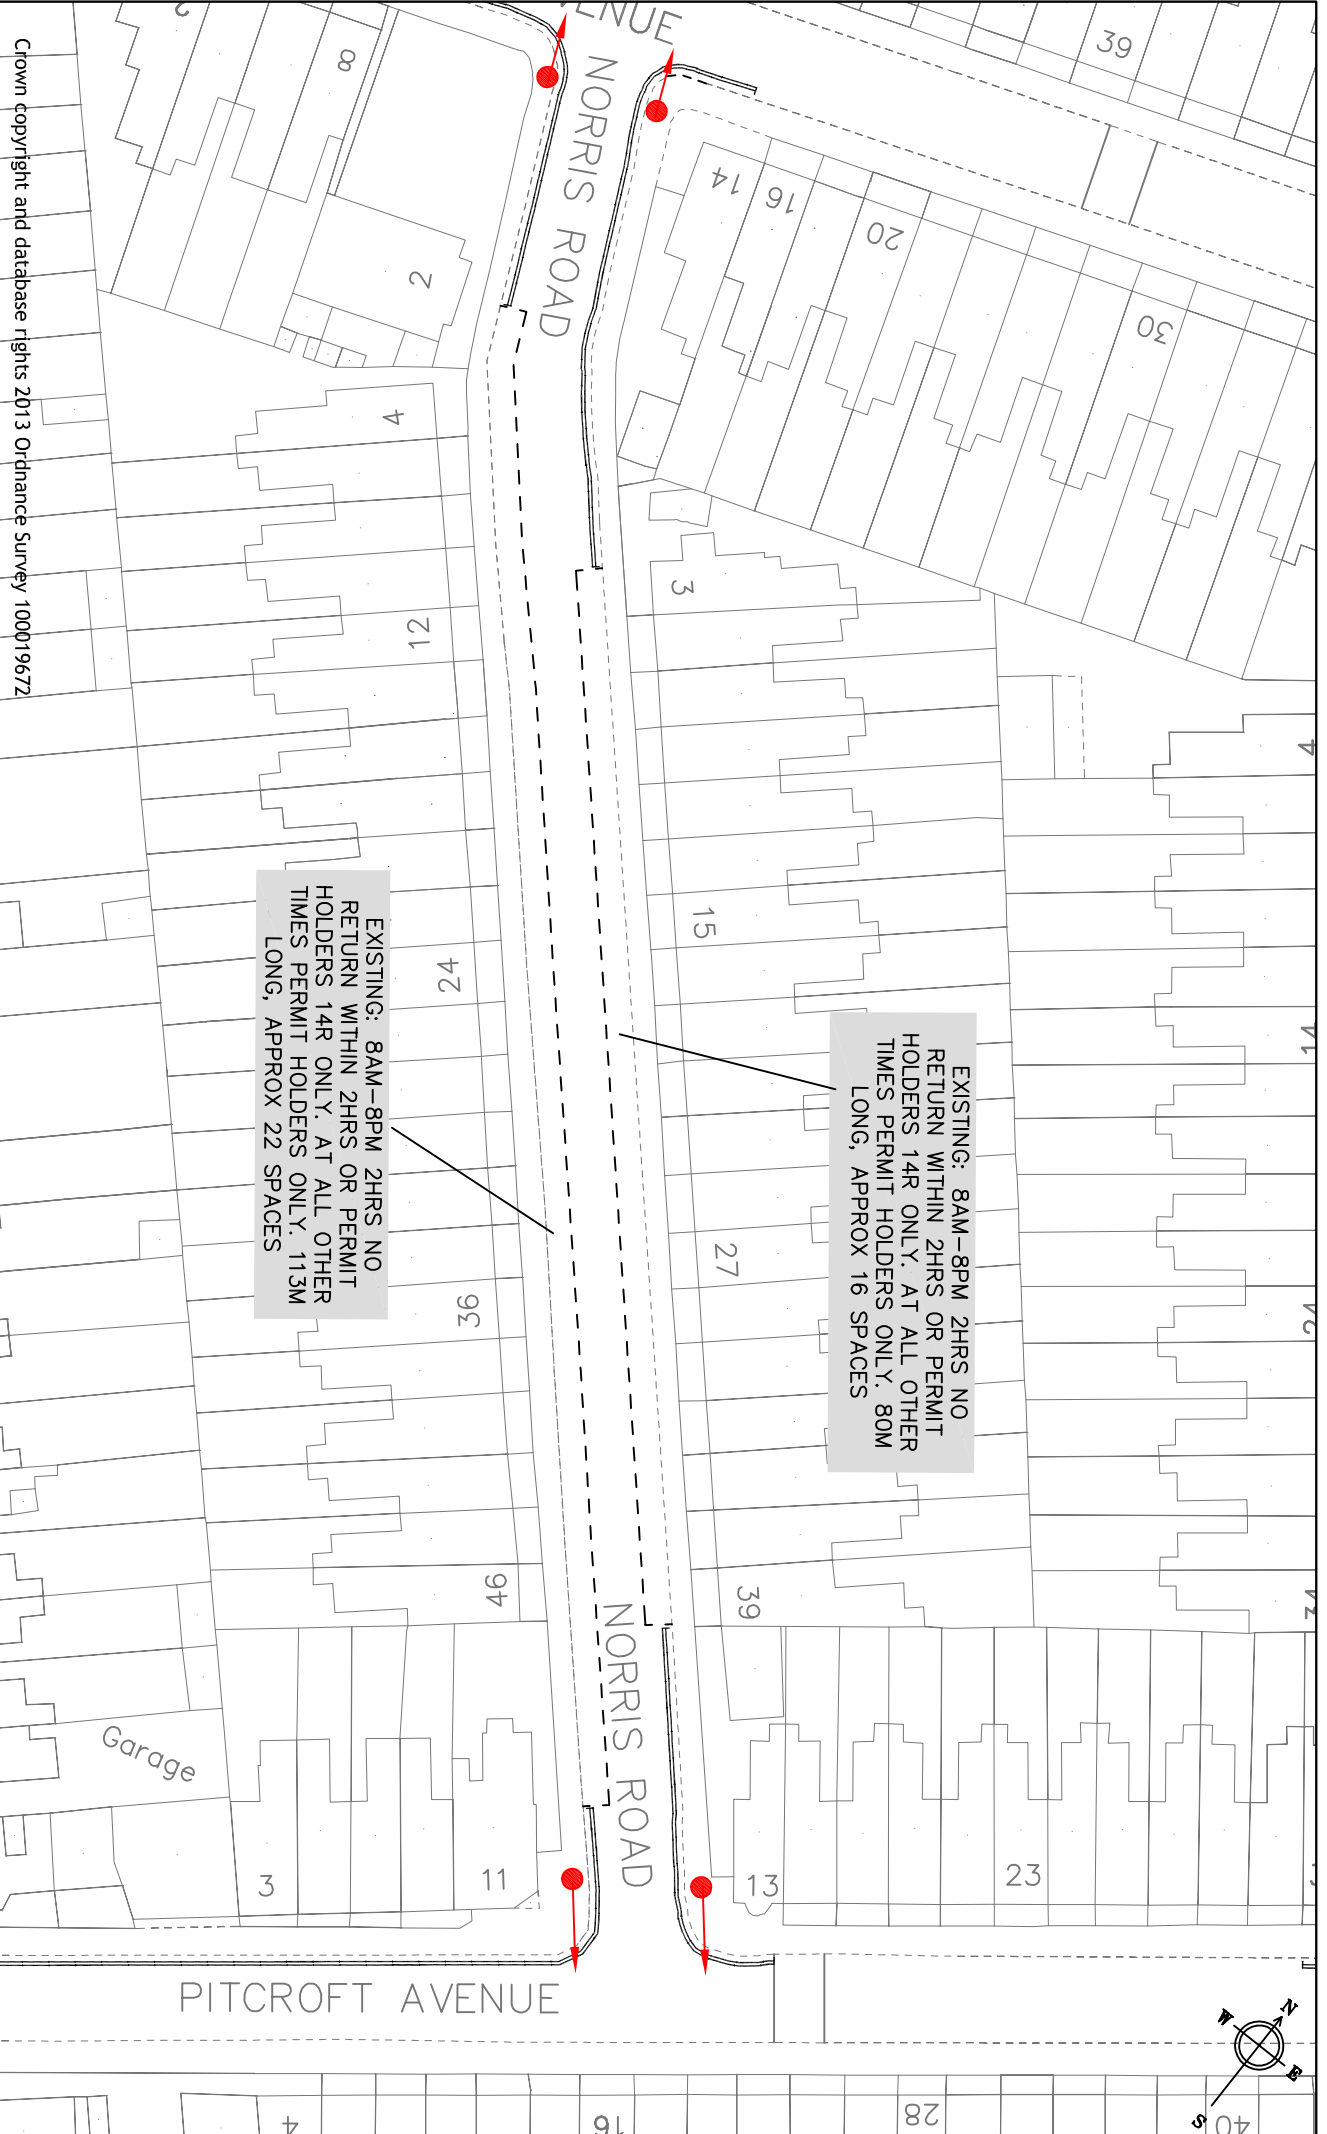 VENUE
39
NORRIS ROAD
8
2
14
16
20
30
4
3
12
4
15
14
24
EXISTING: 8AM-8PM 2HRS NO
RETURN WITHIN 2HRS OR PERMIT
HOLDERS 14R ONLY. AT ALL OTHER
TIMES PERMIT HOLDERS ONLY. 113M
LONG, APPROX 22 SPACES
EXISTING: 8AM-8PM 2HRS NO
RETURN WITHIN 2HRS OR PERMIT
HOLDERS 14R ONLY. AT ALL OTHER
TIMES PERMIT HOLDERS ONLY. 80M
LONG, APPROX 16 SPACES
27
36
46
39
NORRIS ROAD
Garage
3
11
13
23
PITCROFT AVENUE
N
W
E
S
4
16
28
40
Crown copyright and database rights 2013 Ordnance Survey 100019672